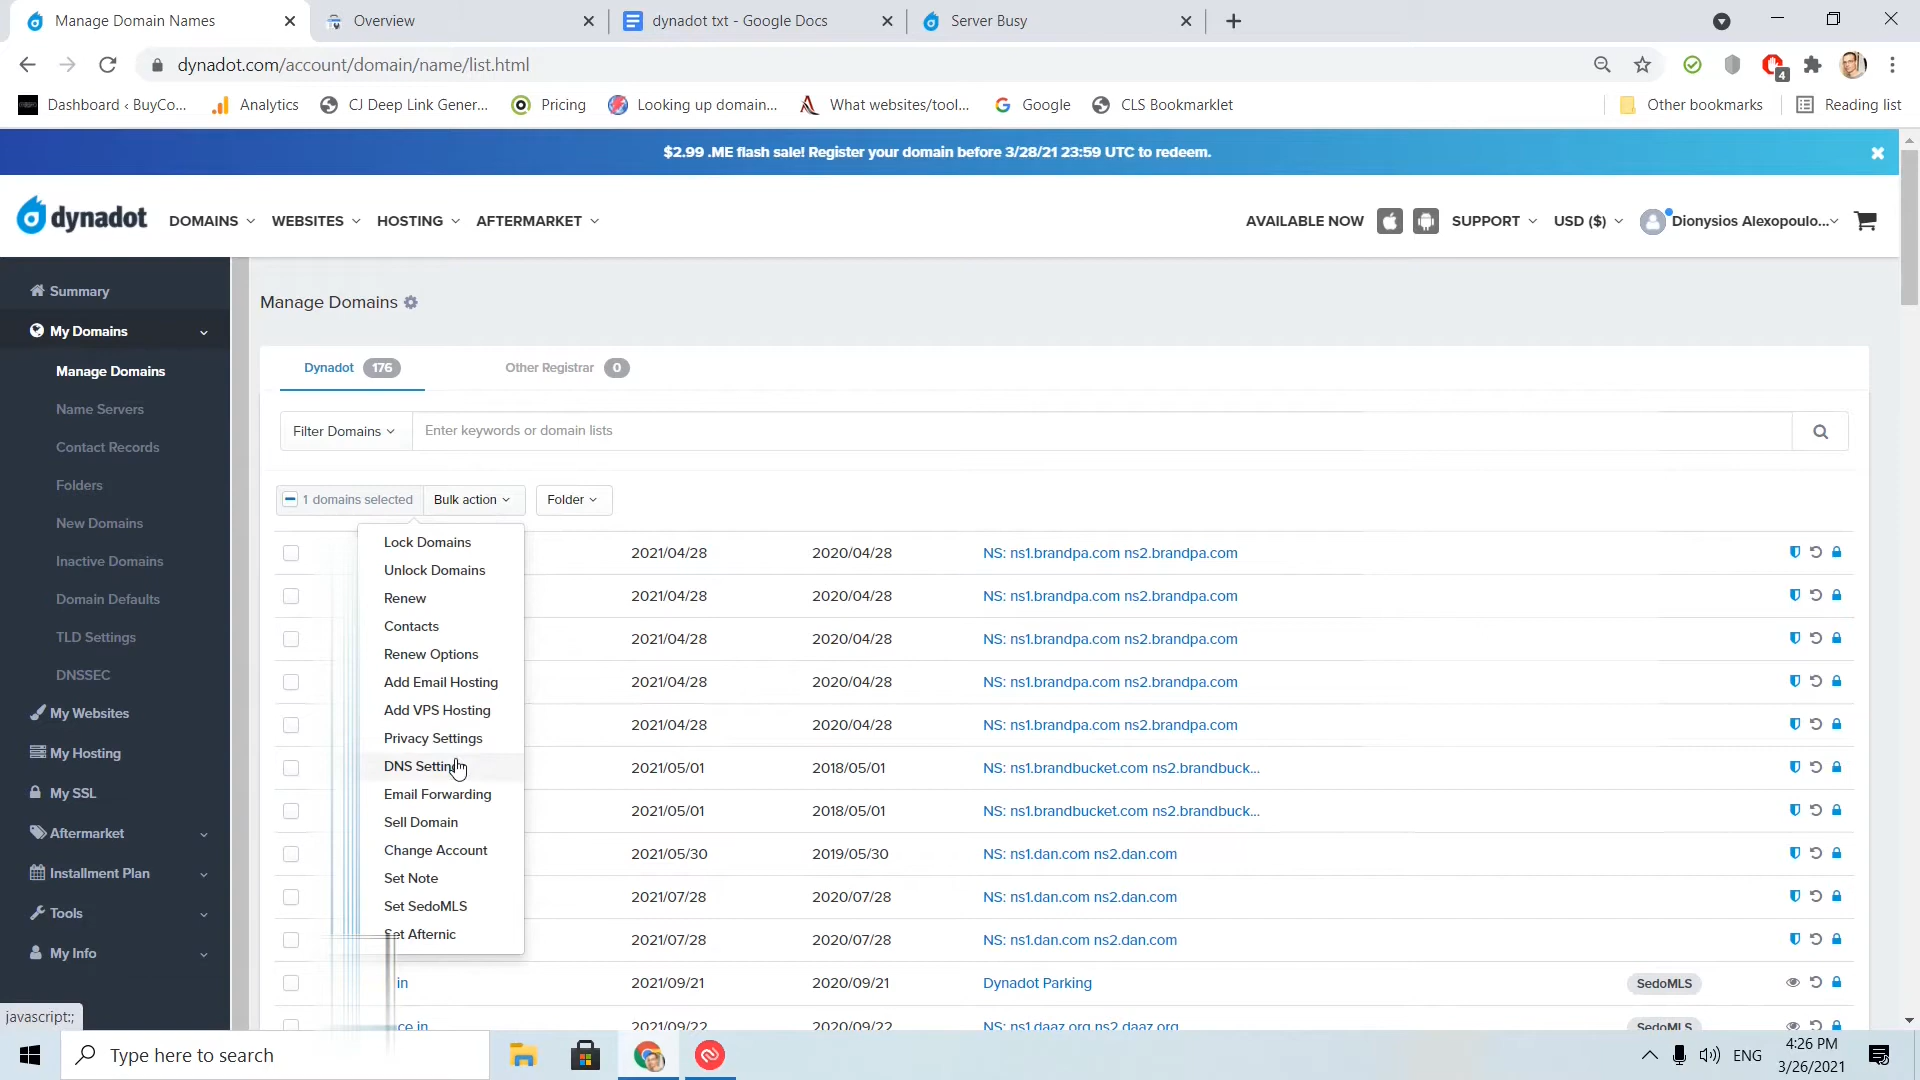 Manage Domain Names
Overview
dynadot txt - Google Docs
Server Busy
dynadot.com/account/domain/name/list.html
4
Dashboard ‹ BuyCo...
Analytics
CJ Deep Link Gener...
Pricing
Looking up domain...
What websites/tool...
Google
CLS Bookmarklet
Other bookmarks
Reading list
$2.99 .ME flash sale! Register your domain before 3/28/21 23:59 UTC to redeem.
dynadot
DOMAINS
WEBSITES
HOSTING
AFTERMARKET
AVAILABLE NOW
SUPPORT
USD ($)
Dionysios Alexopoulo...
Summary
My Domains
Manage Domains
Name Servers
Contact Records
Folders
New Domains
Inactive Domains
Domain Defaults
TLD Settings
DNSSEC
My Websites
My Hosting
My SSL
Aftermarket
Installment Plan
Tools
My Info
Manage Domains
Dynadot 176
Other Registrar 0
Filter Domains
Enter keywords or domain lists
1 domains selected
Bulk action
Folder
Lock Domains
Unlock Domains
Renew
Contacts
Renew Options
Add Email Hosting
Add VPS Hosting
Privacy Settings
DNS Setting
Email Forwarding
Sell Domain
Change Account
Set Note
Set SedoMLS
Set Afternic
2021/04/28 2020/04/28 NS: ns1.brandpa.com ns2.brandpa.com
2021/04/28 2020/04/28 NS: ns1.brandpa.com ns2.brandpa.com
2021/04/28 2020/04/28 NS: ns1.brandpa.com ns2.brandpa.com
2021/04/28 2020/04/28 NS: ns1.brandpa.com ns2.brandpa.com
2021/04/28 2020/04/28 NS: ns1.brandpa.com ns2.brandpa.com
2021/05/01 2018/05/01 NS: ns1.brandbucket.com ns2.brandbuck...
2021/05/01 2018/05/01 NS: ns1.brandbucket.com ns2.brandbuck...
2021/05/30 2019/05/30 NS: ns1.dan.com ns2.dan.com
2021/07/28 2020/07/28 NS: ns1.dan.com ns2.dan.com
2021/07/28 2020/07/28 NS: ns1.dan.com ns2.dan.com
in 2021/09/21 2020/09/21 Dynadot Parking SedoMLS
ce.in 2021/09/22 2020/09/22 NS: ns1.daaz.org ns2.daaz.org SedoMLS
javascript:;
Type here to search
ENG
4:26 PM
3/26/2021